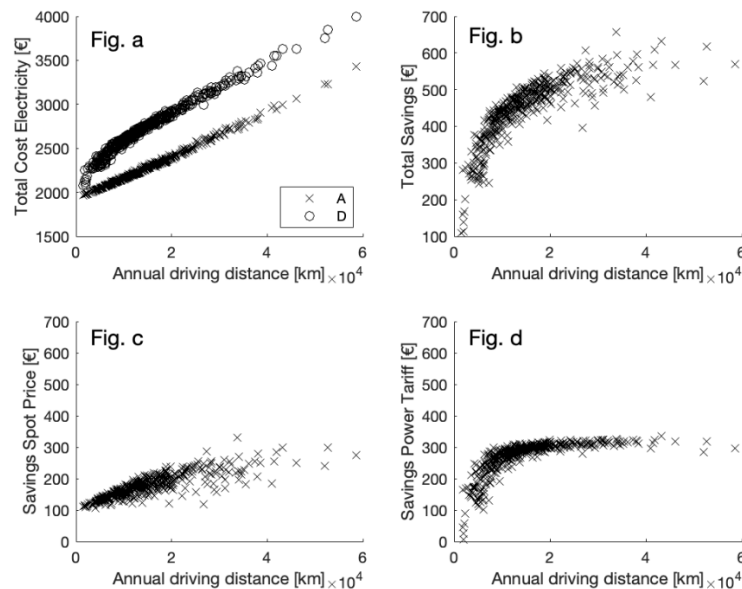 Fig. a
Total Cost Electricity [€]
4000
3500
3000
2500
2000
1500
0 2 4 6
× A
○ D
Annual driving distance [km] ×10⁴
Fig. b
Total Savings [€]
700
600
500
400
300
200
100
0 2 4 6
Annual driving distance [km] ×10⁴
Fig. c
Savings Spot Price [€]
700
600
500
400
300
200
100
0
0 2 4 6
Annual driving distance [km] ×10⁴
Fig. d
Savings Power Tariff [€]
700
600
500
400
300
200
100
0
0 2 4 6
Annual driving distance [km] ×10⁴